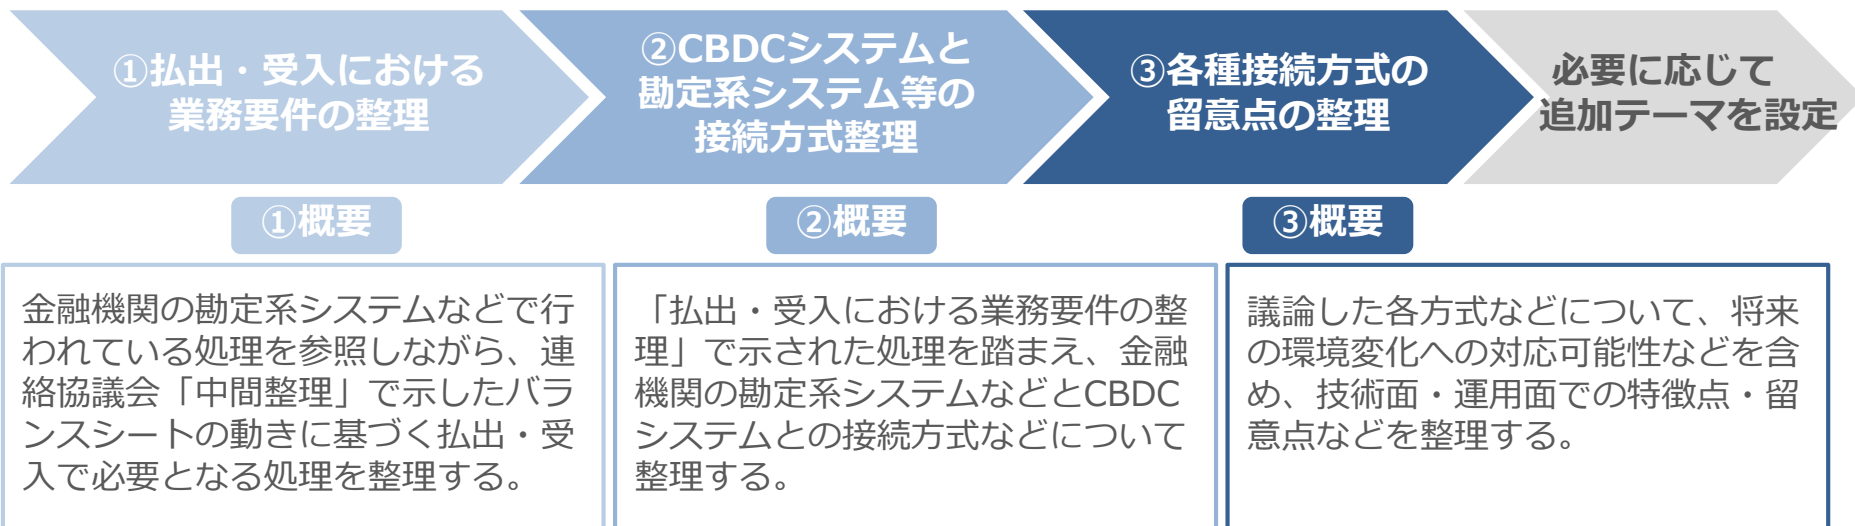 ①払出・受入における
業務要件の整理
②CBDCシステムと
勘定系システム等の
接続方式整理
③各種接続方式の
留意点の整理
必要に応じて
追加テーマを設定
①概要
金融機関の勘定系システムなどで行
われている処理を参照しながら、連
絡協議会「中間整理」で示したバラ
ンスシートの動きに基づく払出・受
入で必要となる処理を整理する。
②概要
「払出・受入における業務要件の整
理」で示された処理を踏まえ、金融
機関の勘定系システムなどとCBDC
システムとの接続方式などについて
整理する。
③概要
議論した各方式などについて、将来
の環境変化への対応可能性などを含
め、技術面・運用面での特徴点・留
意点などを整理する。